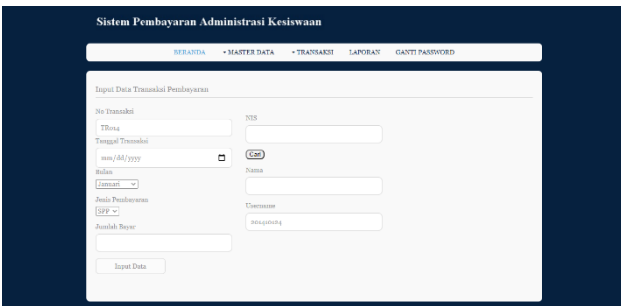 Sistem Pembayaran Administrasi Kesiswaan
BERANDA MASTER DATA TRANSAKSI LAPORAN GANTI PASSWORD
Input Data Transaksi Pembayaran
No Transaksi
TR014
Tanggal Transaksi
mm/dd/yyyy
Bulan
Januari
Jenis Pembayaran
SPP
Jumlah Bayar
Input Data
NIS
Cari
Nama
Username